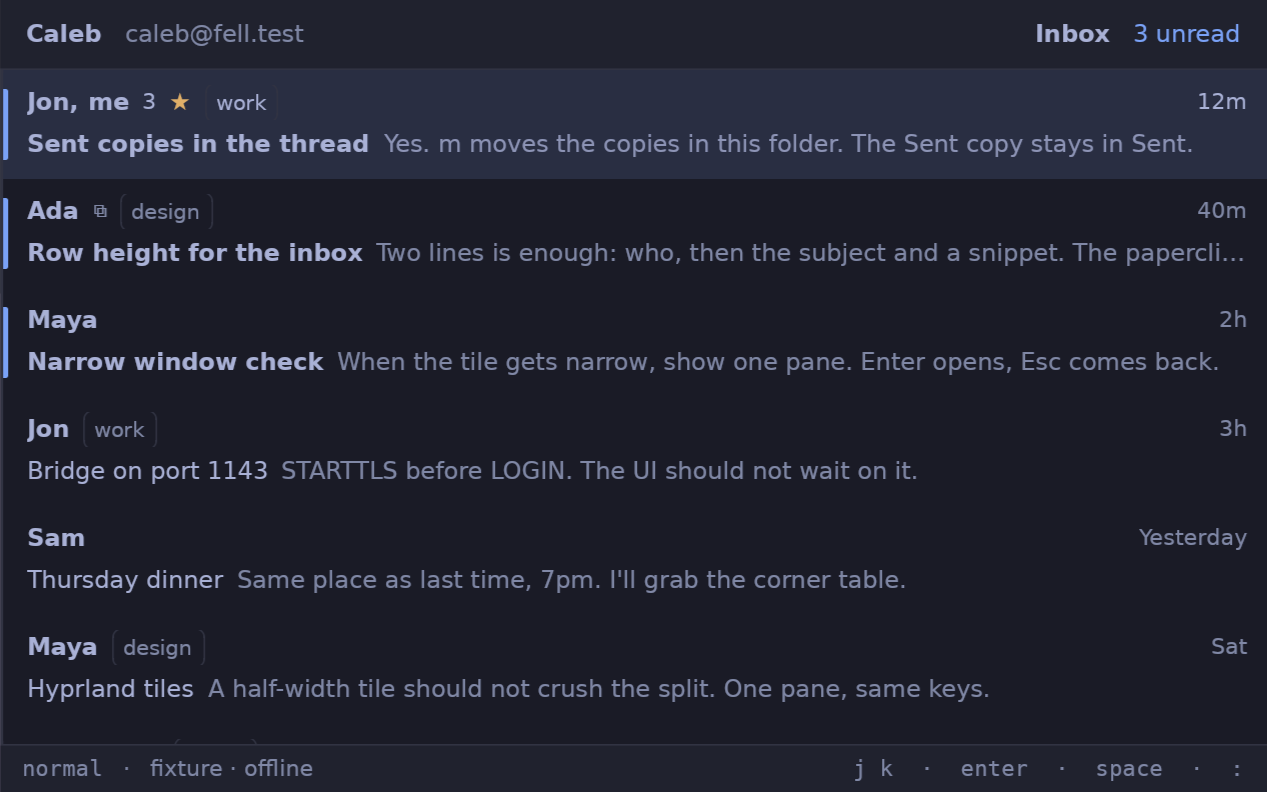 Caleb caleb@fell.test Inbox 3 unread
Jon, me 3 ★ work 12m
Sent copies in the thread Yes. m moves the copies in this folder. The Sent copy stays in Sent.
Ada design 40m
Row height for the inbox Two lines is enough: who, then the subject and a snippet. The papercli…
Maya 2h
Narrow window check When the tile gets narrow, show one pane. Enter opens, Esc comes back.
Jon work 3h
Bridge on port 1143 STARTTLS before LOGIN. The UI should not wait on it.
Sam Yesterday
Thursday dinner Same place as last time, 7pm. I'll grab the corner table.
Maya design Sat
Hyprland tiles A half-width tile should not crush the split. One pane, same keys.
normal · fixture · offline j k · enter · space · :